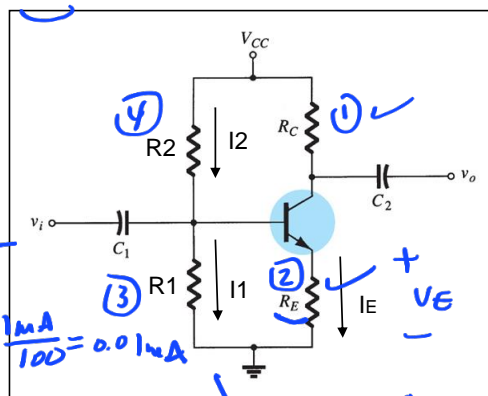 VCC
④
①
R2
I2
RC
vi
C1
C2
vo
③
R1
I1
②
RE
IE
+
VE
−
1mA/100 = 0.01mA